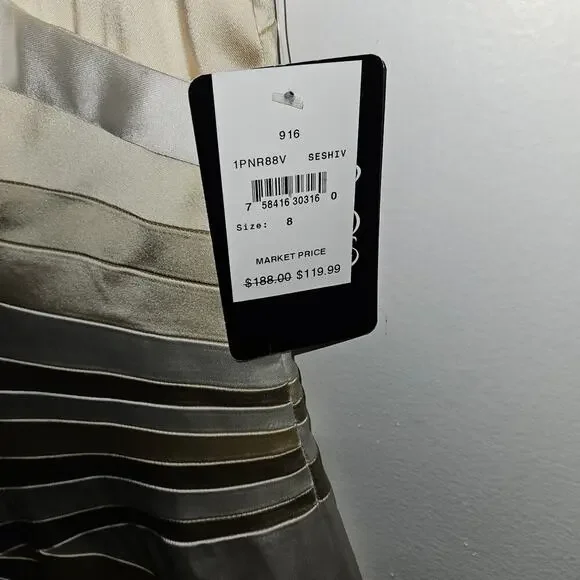 916
1PNR88V SESHIV
7 58416 30316 0
Size: 8
MARKET PRICE
$188.00 $119.99